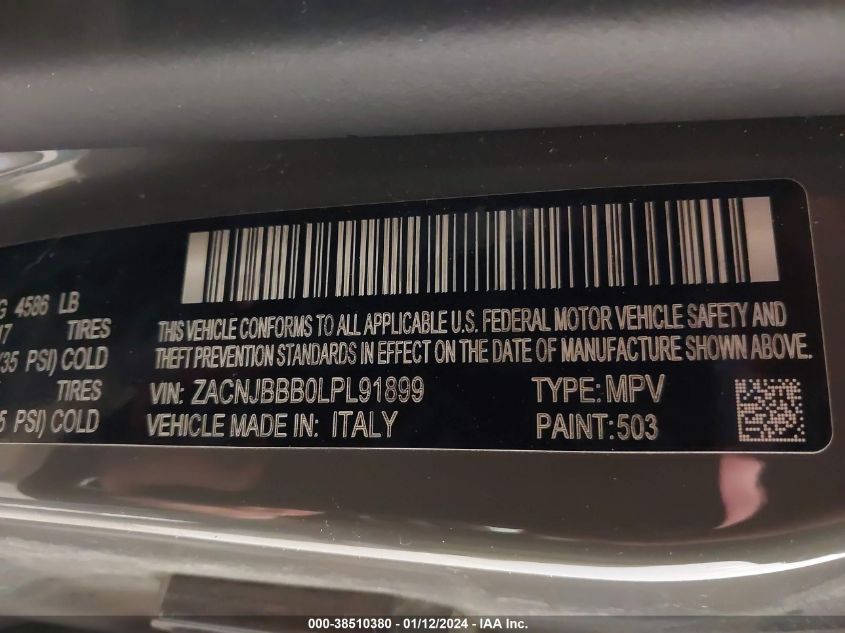 G 4586 LB
17 TIRES
(35 PSI) COLD
TIRES
5 PSI) COLD
THIS VEHICLE CONFORMS TO ALL APPLICABLE U.S. FEDERAL MOTOR VEHICLE SAFETY AND
THEFT PREVENTION STANDARDS IN EFFECT ON THE DATE OF MANUFACTURE SHOWN ABOVE.
VIN: ZACNJBBB0LPL91899 TYPE: MPV
VEHICLE MADE IN: ITALY PAINT: 503
000-38510380 - 01/12/2024 - IAA Inc.